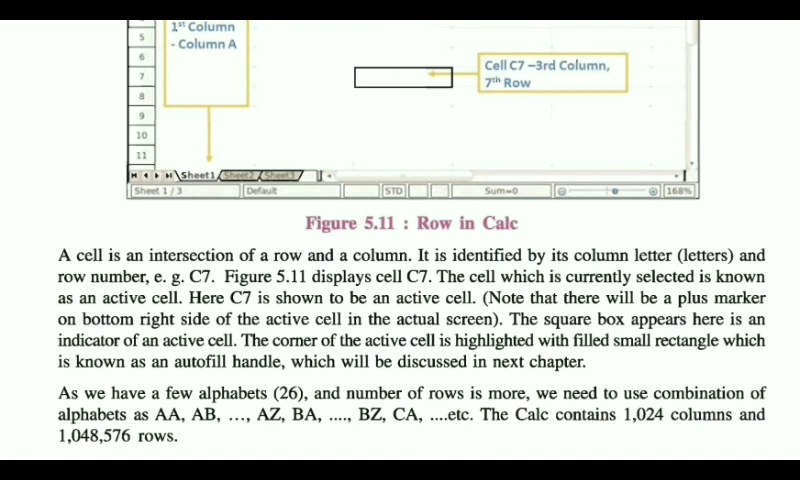 5
6
7
8
9
10
11
1st Column
- Column A
Cell C7 –3rd Column,
7th Row
Sheet1 Sheet2 Sheet3
Sheet 1 / 3 Default STD Sum=0 168%
Figure 5.11 : Row in Calc
A cell is an intersection of a row and a column. It is identified by its column letter (letters) and
row number, e. g. C7. Figure 5.11 displays cell C7. The cell which is currently selected is known
as an active cell. Here C7 is shown to be an active cell. (Note that there will be a plus marker
on bottom right side of the active cell in the actual screen). The square box appears here is an
indicator of an active cell. The corner of the active cell is highlighted with filled small rectangle which
is known as an autofill handle, which will be discussed in next chapter.
As we have a few alphabets (26), and number of rows is more, we need to use combination of
alphabets as AA, AB, ..., AZ, BA, ...., BZ, CA, ....etc. The Calc contains 1,024 columns and
1,048,576 rows.